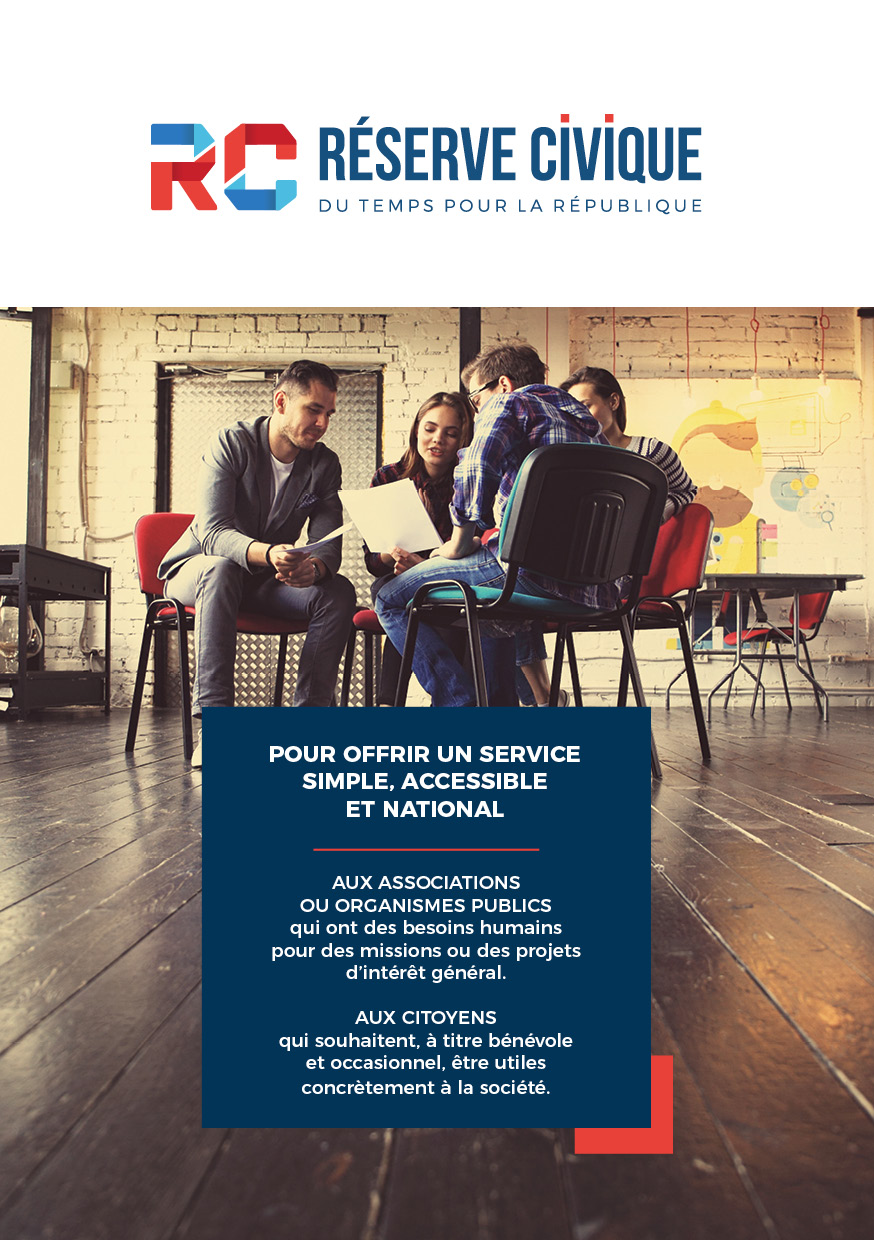 RC RÉSERVE CIVIQUE
DU TEMPS POUR LA RÉPUBLIQUE
POUR OFFRIR UN SERVICE
SIMPLE, ACCESSIBLE
ET NATIONAL
AUX ASSOCIATIONS
OU ORGANISMES PUBLICS
qui ont des besoins humains
pour des missions ou des projets
d’intérêt général.
AUX CITOYENS
qui souhaitent, à titre bénévole
et occasionnel, être utiles
concrètement à la société.